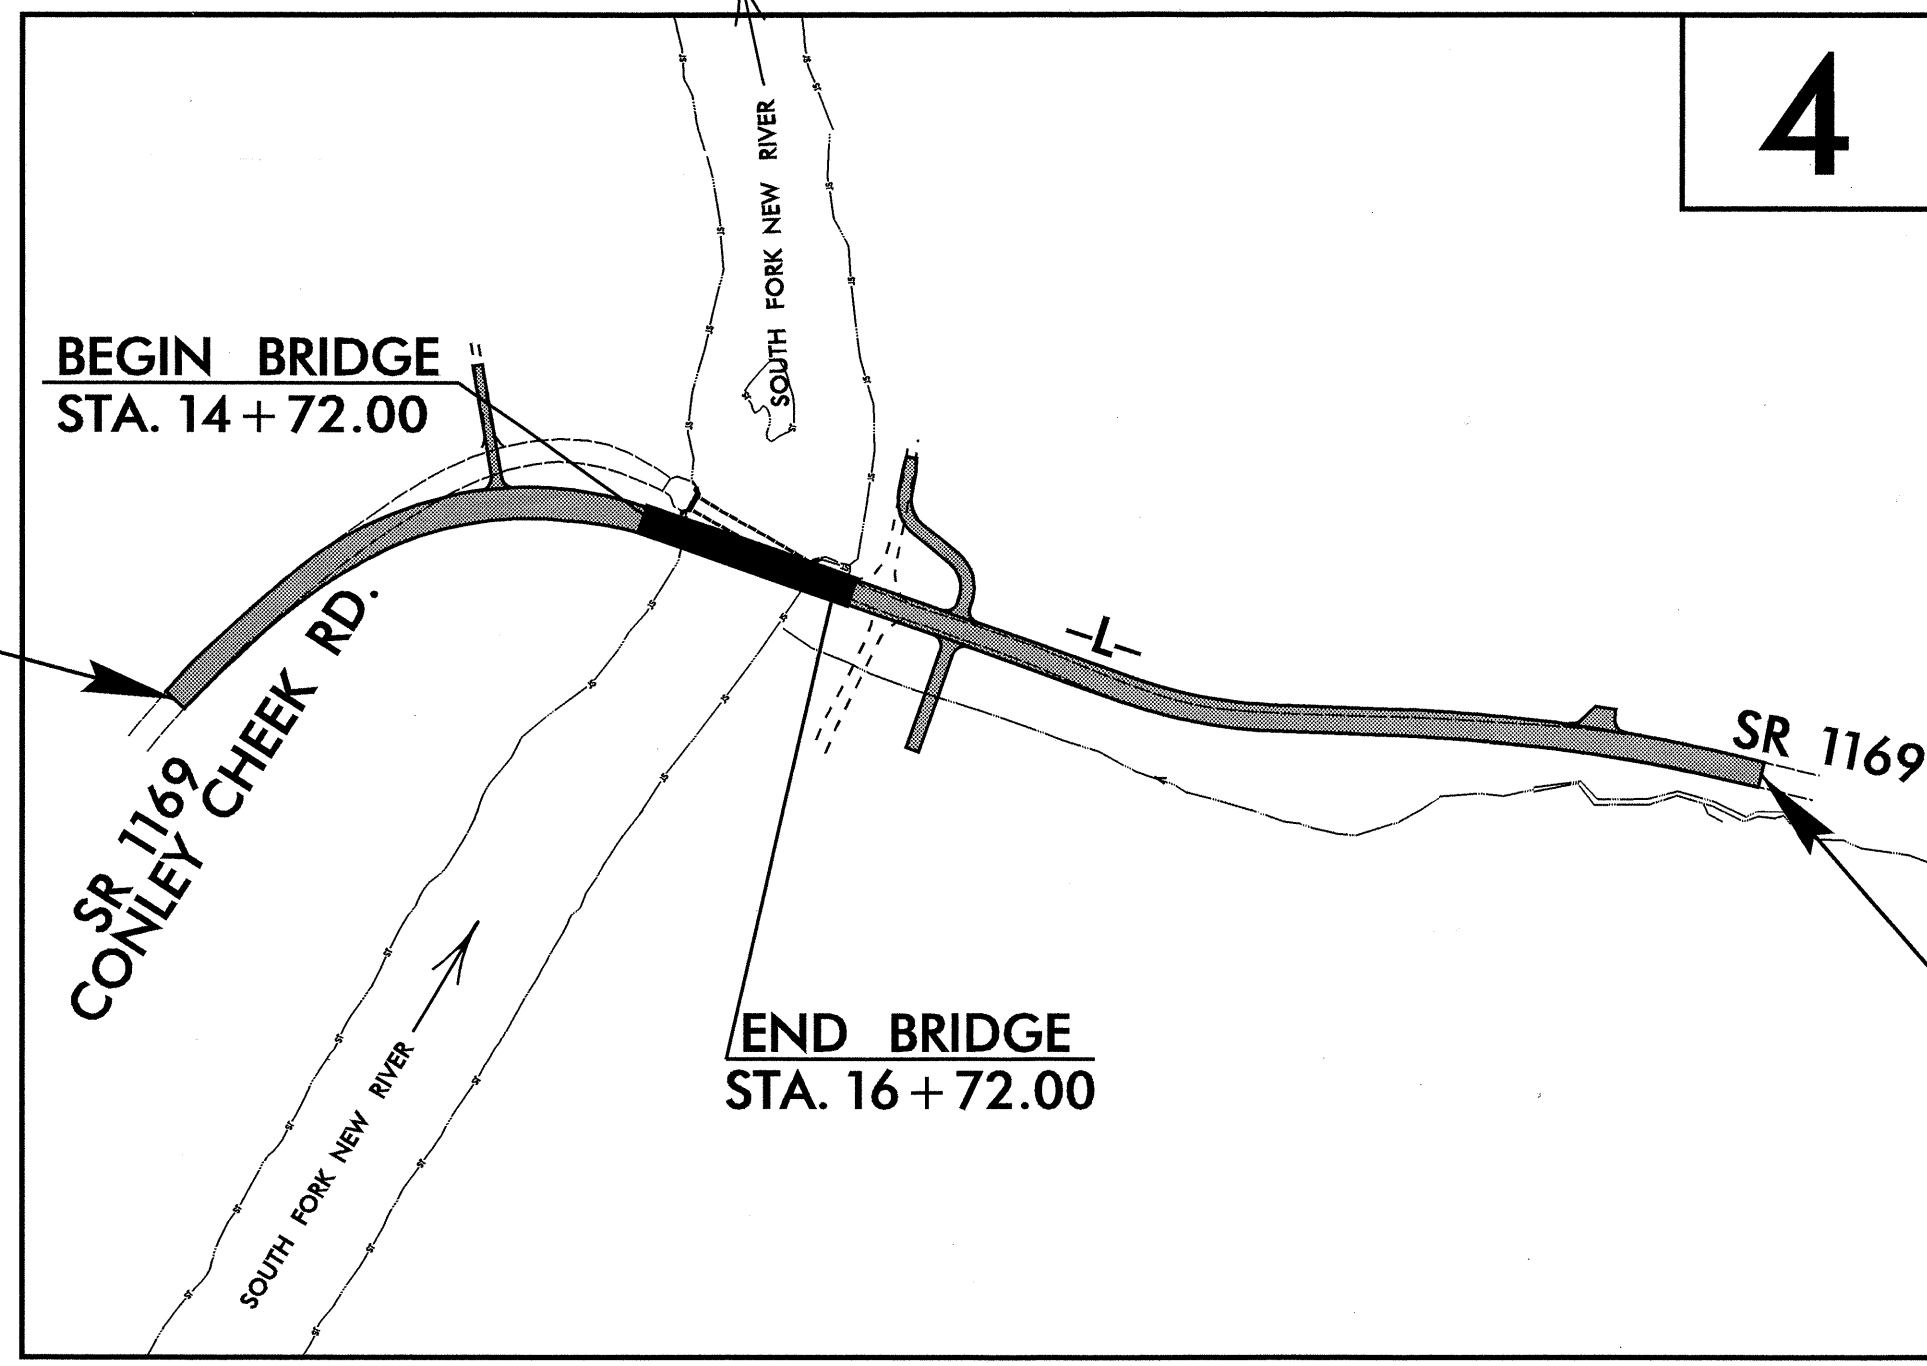 4
SOUTH FORK NEW RIVER
BEGIN BRIDGE
STA. 14+72.00
-L-
SR 1169
SR 1169
CONLEY CHEEK RD.
END BRIDGE
STA. 16+72.00
SOUTH FORK NEW RIVER